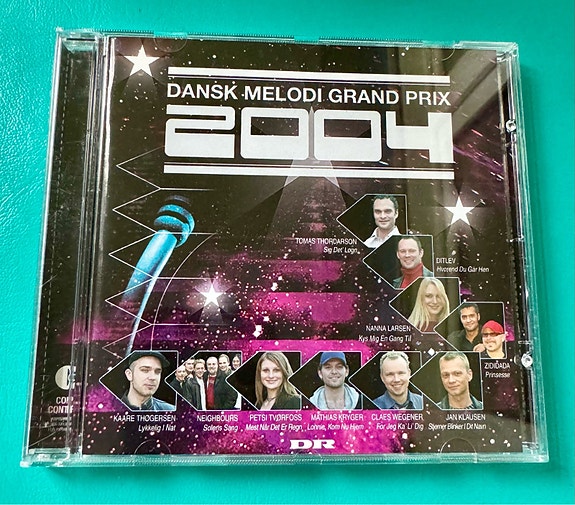 DANSK MELODI GRAND PRIX
2004
TOMAS THORDARSON
Sig Det' Løgn
DITLEV
Hvorend Du Går Hen
NANNA LARSEN
Kys Mig En Gang Til
ZIDIDADA
Prinsesse
KAARE THØGERSEN
Lykkelig I Nat
NEIGHBOURS
Solens Sang
PETSI TVØRFOSS
Mest Når Det Er Regn
MATHIAS KRYGER
Lonnie, Kom Nu Hjem
CLAES WEGENER
For Jeg Ka' Li' Dig
JAN KLAUSEN
Stjerner Blinker I Dit Navn
DR